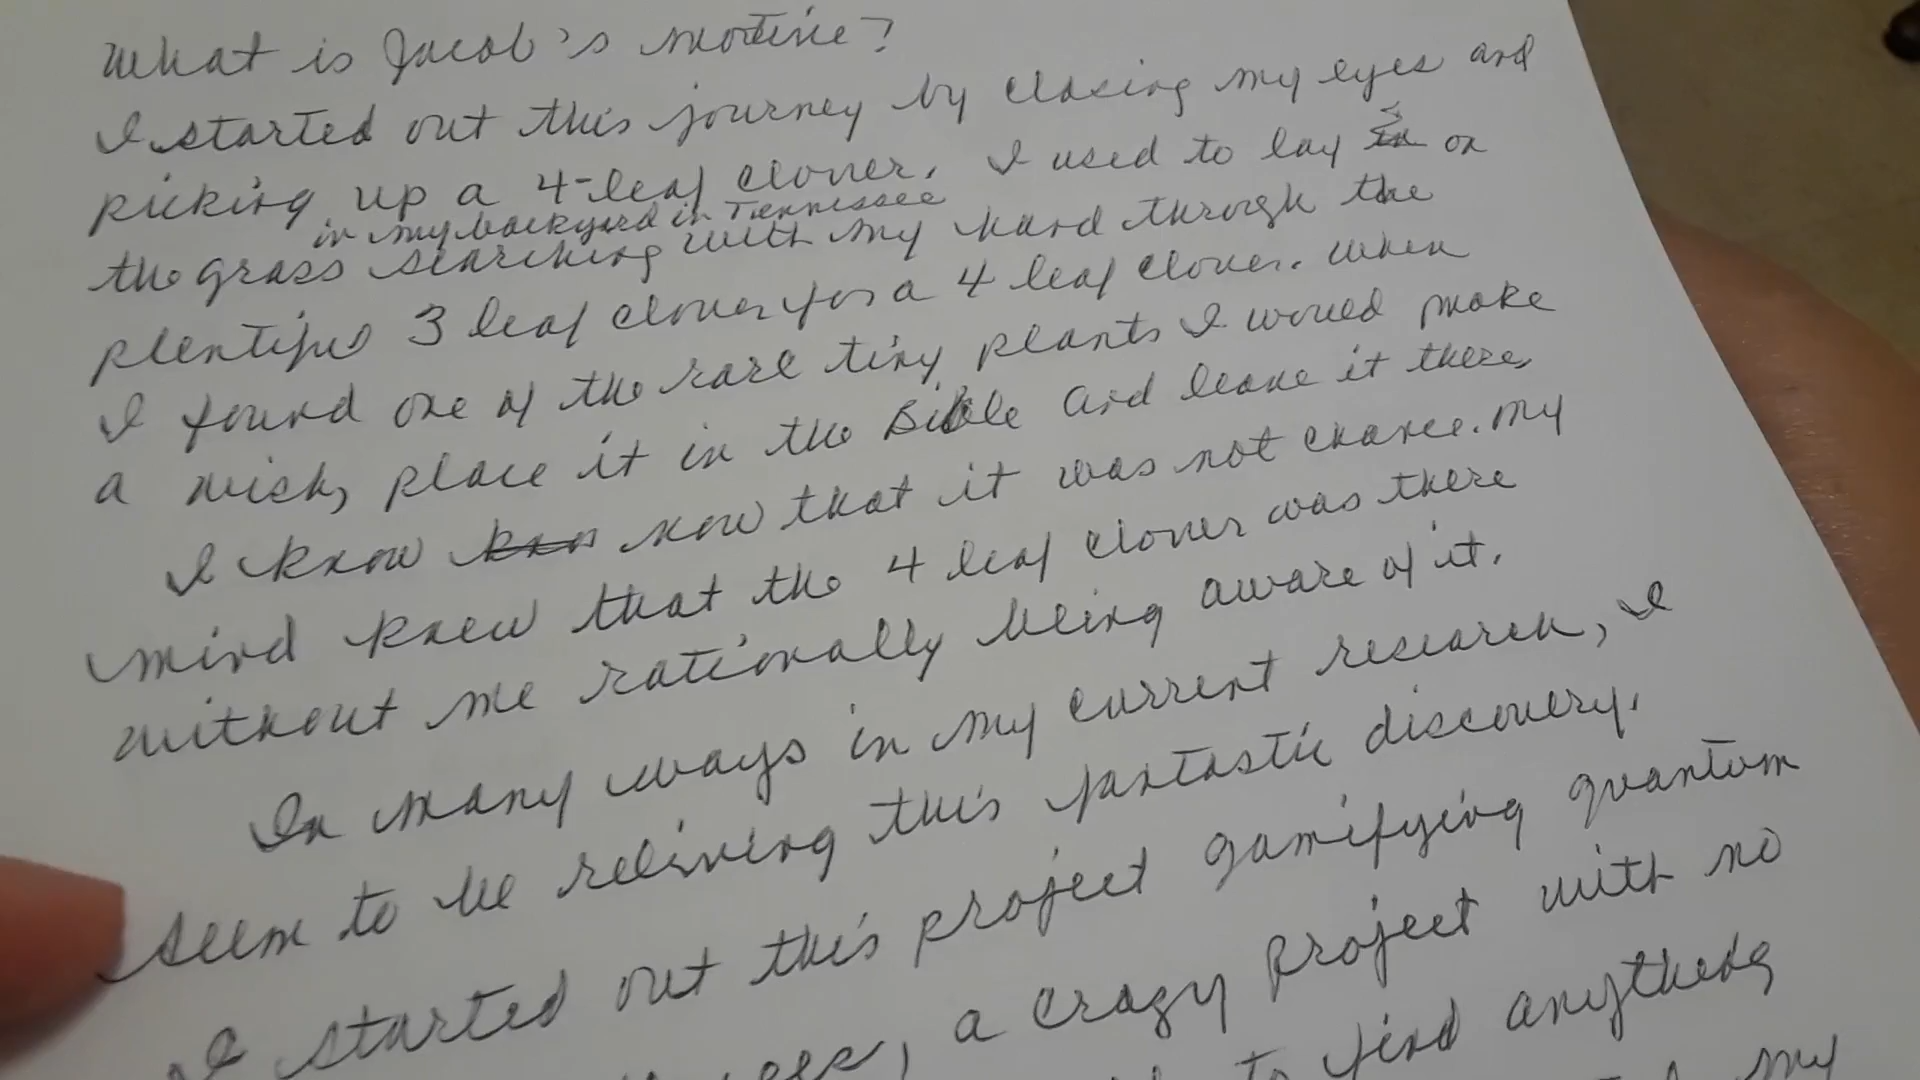 What is Jacob's motive?
I started out this journey by closing my eyes and
picking up a 4-leaf clover. I used to lay in on
in my backyard in Tennessee
the grass searching with my hand through the
plentiful 3 leaf clover for a 4 leaf clover. When
I found one of the rare tiny plants I would make
a wish, place it in the Bible and leave it there.
I know now that it was not chance. My
mind knew that the 4 leaf clover was there
without me rationally being aware of it.
In many ways in my current research, I
seem to be reliving this fantastic discovery.
I started out this project gamifying quantum
, a crazy project with no
to find anything
my